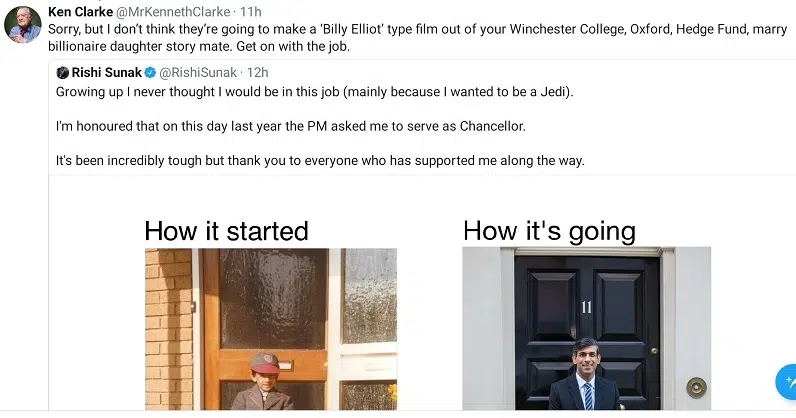 Ken Clarke @MrKennethClarke · 11h
Sorry, but I don't think they're going to make a 'Billy Elliot' type film out of your Winchester College, Oxford, Hedge Fund, marry
billionaire daughter story mate. Get on with the job.
Rishi Sunak @RishiSunak · 12h
Growing up I never thought I would be in this job (mainly because I wanted to be a Jedi).
I'm honoured that on this day last year the PM asked me to serve as Chancellor.
It's been incredibly tough but thank you to everyone who has supported me along the way.
How it started
How it's going
11